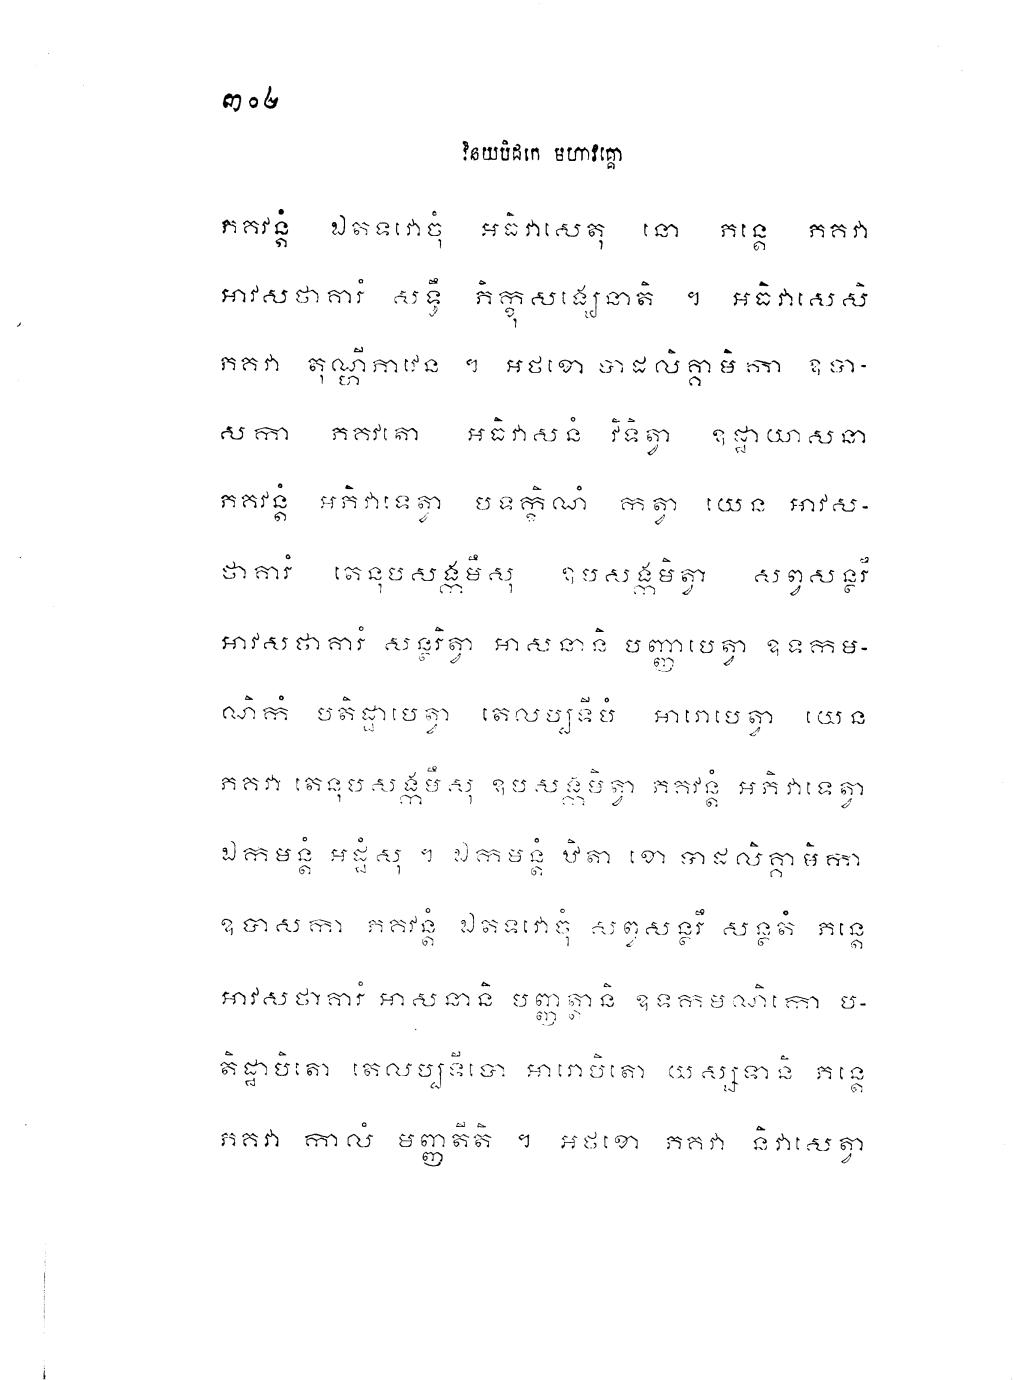 ៣០៤
វិនយបិដកេ មហាវគ្គោ
ភគវន្តំ ឯតទវោចុំ អធិវាសេតុ នោ ភន្តេ ភគវា
អាវសថាគារំ សទ្ធឹ ភិក្ខុសង្ឃេនាតិ ។ អធិវាសេសិ
ភគវា តុណ្ហីភាវេន ។ អថខោ បាដលិគ្គាមិកា ឧបា-
សកា ភគវតោ អធិវាសនំ វិទិត្វា ឧដ្ឋាយាសនា
ភគវន្តំ អភិវាទេត្វា បទក្ខិណំ កត្វា យេន អាវស-
ថាគារំ តេនុបសង្កមឹសុ ឧបសង្កមិត្វា សព្វសន្ថរឹ
អាវសថាគារំ សន្ថរិត្វា អាសនានិ បញ្ញាបេត្វា ឧទកម-
ណិកំ បតិដ្ឋាបេត្វា តេលប្បទីបំ អារោបេត្វា យេន
ភគវា តេនុបសង្កមឹសុ ឧបសង្កមិត្វា ភគវន្តំ អភិវាទេត្វា
ឯកមន្តំ អដ្ឋំសុ ។ ឯកមន្តំ ឋិតា ខោ បាដលិគ្គាមិកា
ឧបាសកា ភគវន្តំ ឯតទវោចុំ សព្វសន្ថរឹ សន្ថតំ ភន្តេ
អាវសថាគារំ អាសនានិ បញ្ញត្តានិ ឧទកមណិកោ ប-
តិដ្ឋាបិតោ តេលប្បទីបោ អារោបិតោ យស្សទានិ ភន្តេ
ភគវា កាលំ មញ្ញតីតិ ។ អថខោ ភគវា និវាសេត្វា